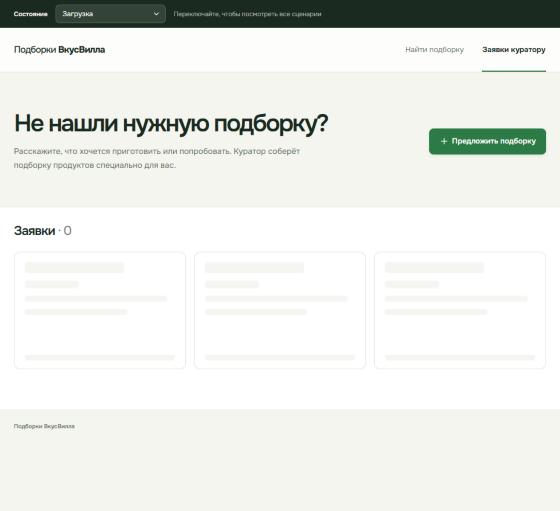 Состояние Загрузка Переключайте, чтобы посмотреть все сценарии
Подборки ВкусВилла Найти подборку Заявки куратору
Не нашли нужную подборку?
Расскажите, что хочется приготовить или попробовать. Куратор соберёт
подборку продуктов специально для вас.
+ Предложить подборку
Заявки · 0
Подборки ВкусВилла